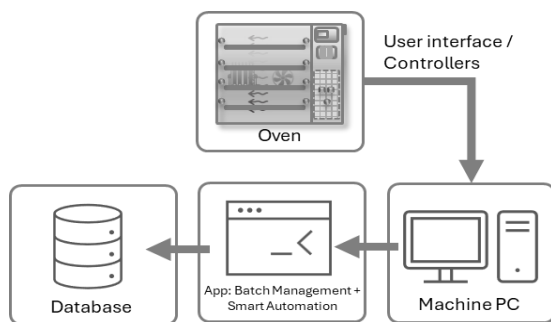 User interface /
Controllers
Oven
Database
App: Batch Management +
Smart Automation
Machine PC